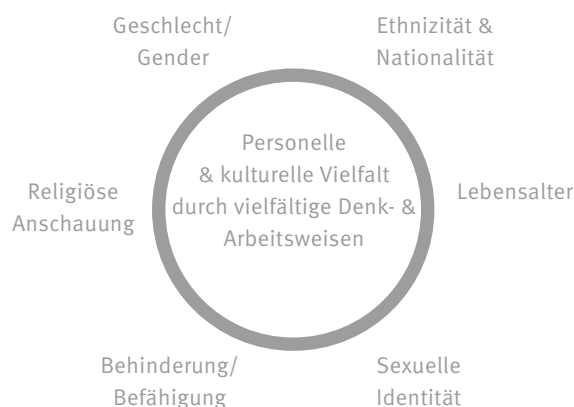 Geschlecht/
Gender
Ethnizität &
Nationalität
Personelle
& kulturelle Vielfalt
durch vielfältige Denk- &
Arbeitsweisen
Religiöse
Anschauung
Lebensalter
Behinderung/
Befähigung
Sexuelle
Identität